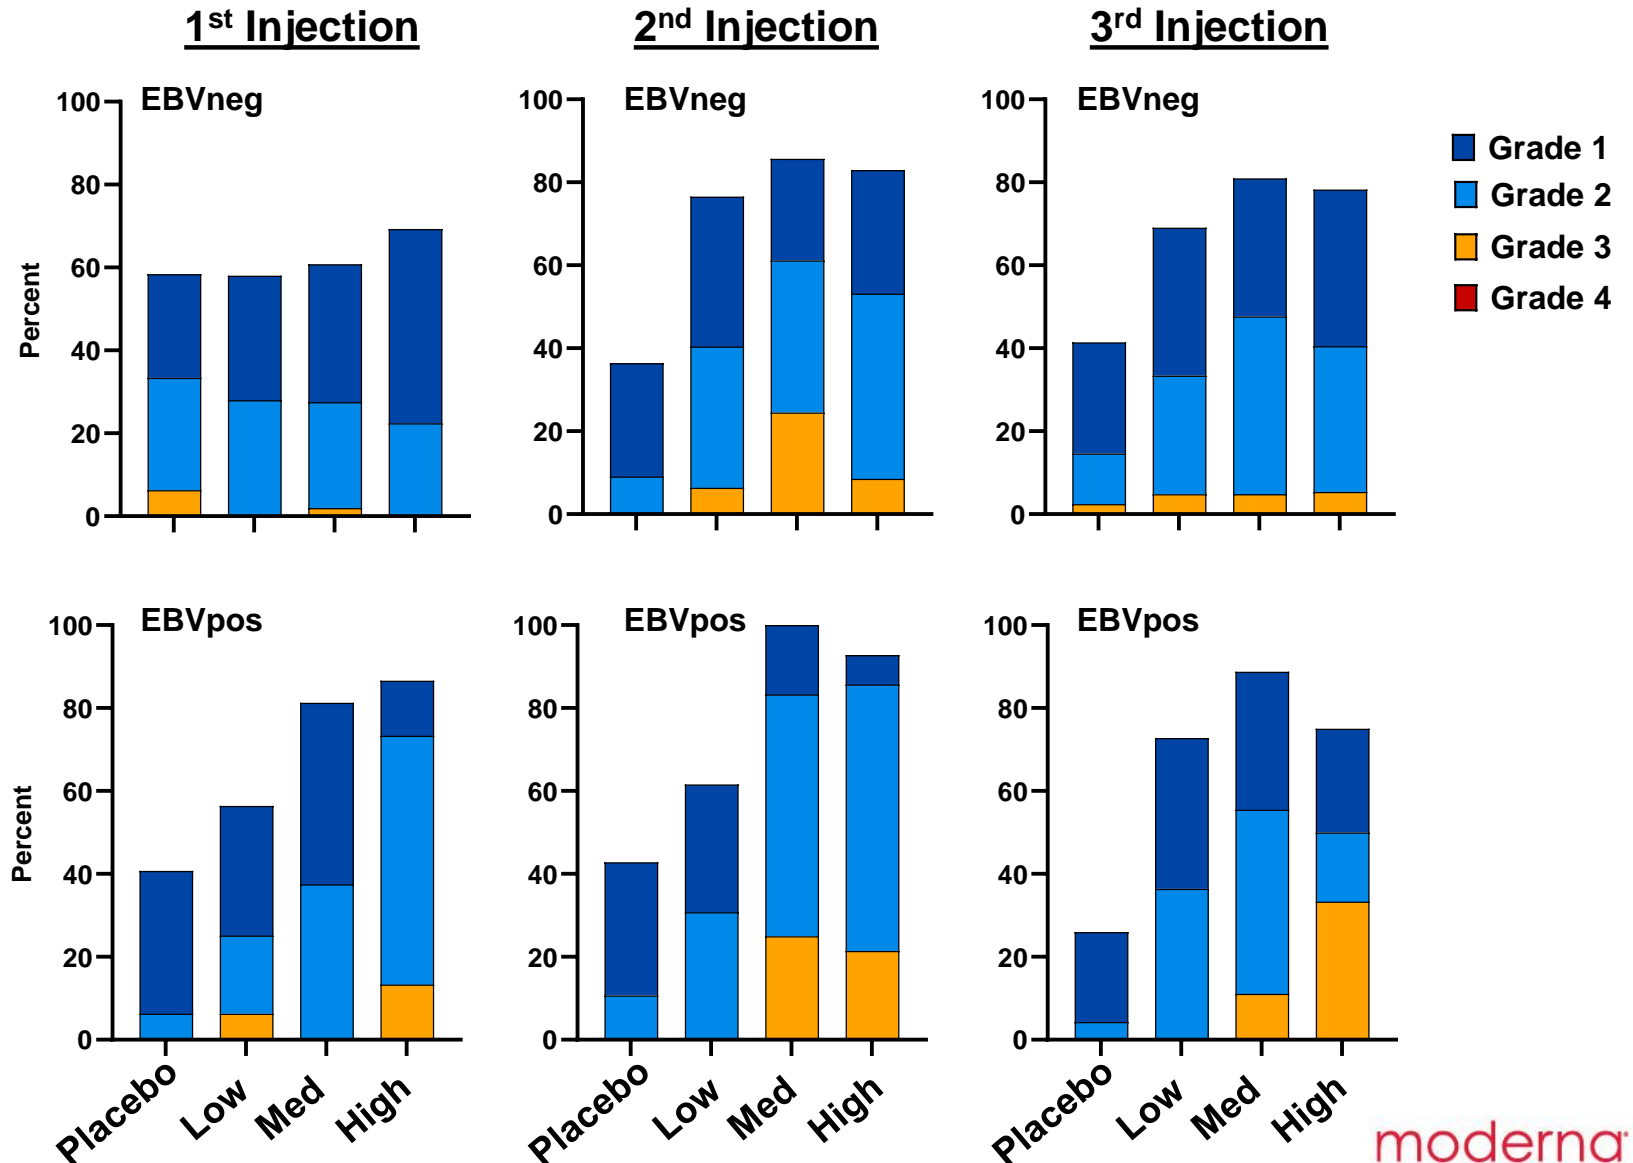 1st Injection
2nd Injection
3rd Injection
EBVneg
EBVneg
EBVneg
Percent
100
80
60
40
20
0
100
80
60
40
20
0
100
80
60
40
20
0
Grade 1
Grade 2
Grade 3
Grade 4
EBVpos
EBVpos
EBVpos
Percent
100
80
60
40
20
0
100
80
60
40
20
0
100
80
60
40
20
0
Placebo
Low
Med
High
Placebo
Low
Med
High
Placebo
Low
Med
High
moderna